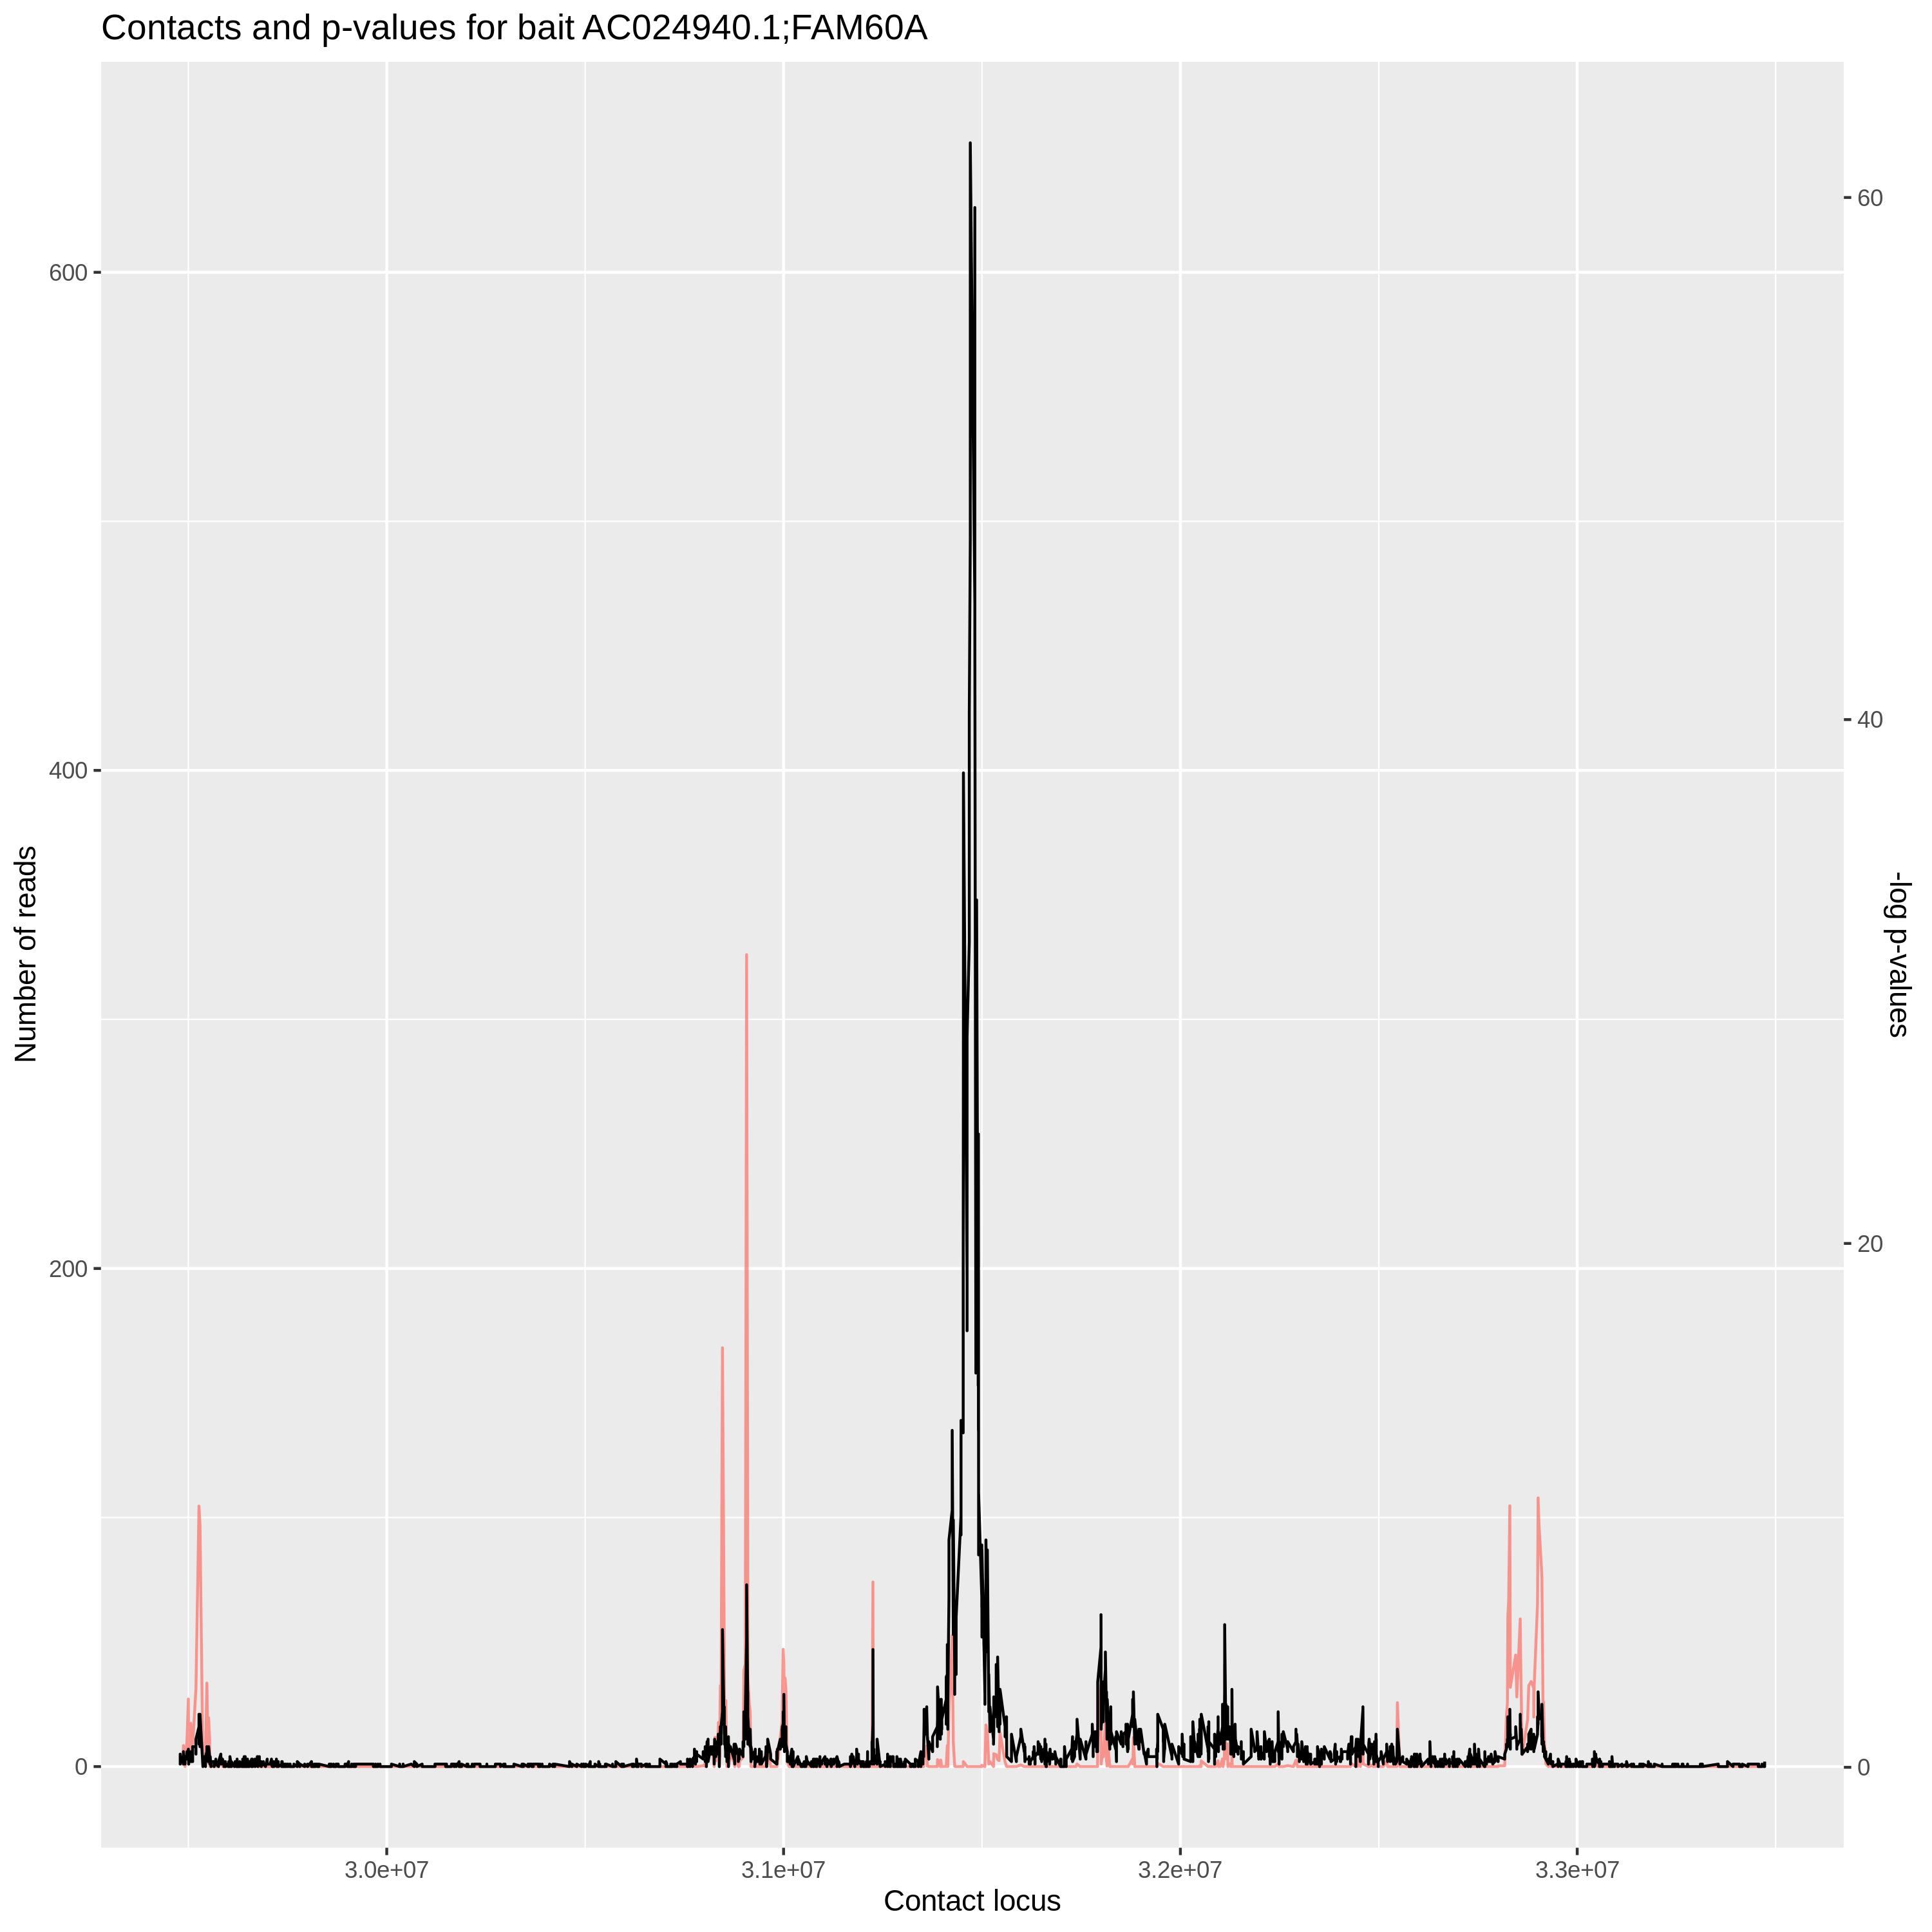 Contacts and p-values for bait AC024940.1;FAM60A
600
400
200
0
Number of reads
60
40
20
0
-log p-values
3.0e+07 3.1e+07 3.2e+07 3.3e+07
Contact locus